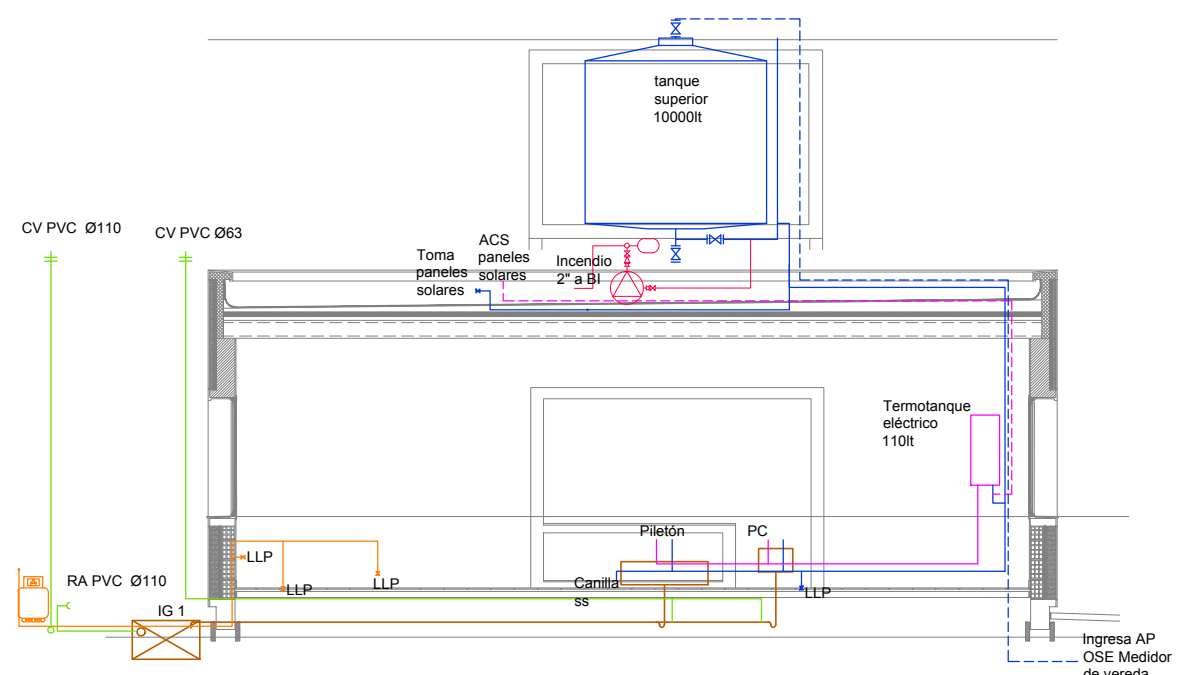 tanque
superior
10000lt
CV PVC Ø110
CV PVC Ø63
Toma
paneles
solares
ACS
paneles
solares
Incendio
2" a BI
Termotanque
eléctrico
110lt
Piletón
PC
LLP
LLP
LLP
Canilla
ss
LLP
RA PVC Ø110
IG 1
Ingresa AP
OSE Medidor
de vereda